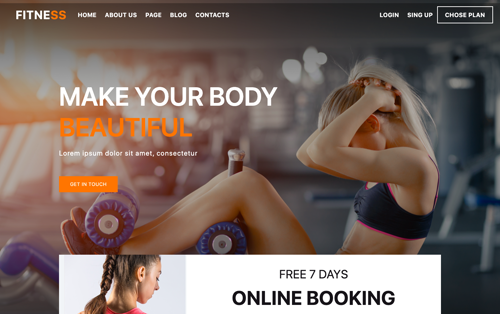 FITNESS HOME ABOUT US PAGE BLOG CONTACTS LOGIN SING UP CHOSE PLAN
MAKE YOUR BODY
BEAUTIFUL
Lorem ipsum dolor sit amet, consectetur
GET IN TOUCH
FREE 7 DAYS
ONLINE BOOKING